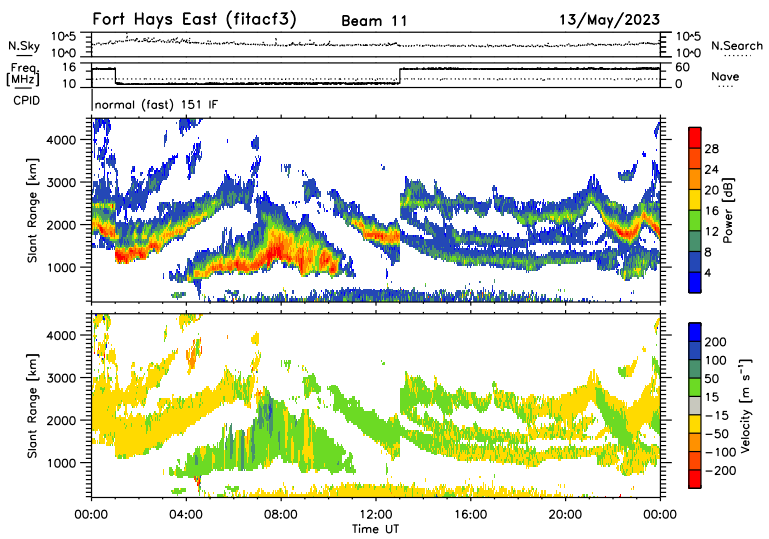 Fort Hays East (fitacf3) Beam 11 13/May/2023
N.Sky 10^5 10^0 10^5 10^0 N.Search
Freq. [MHz] 16 10 60 0 Nave
CPID normal (fast) 151 IF
Slant Range [km] 4000 3000 2000 1000
Power [dB] 28 24 20 16 12 8 4
Slant Range [km] 4000 3000 2000 1000
Velocity [m s⁻¹] 200 100 50 15 −15 −50 −100 −200
00:00 04:00 08:00 12:00 16:00 20:00 00:00
Time UT